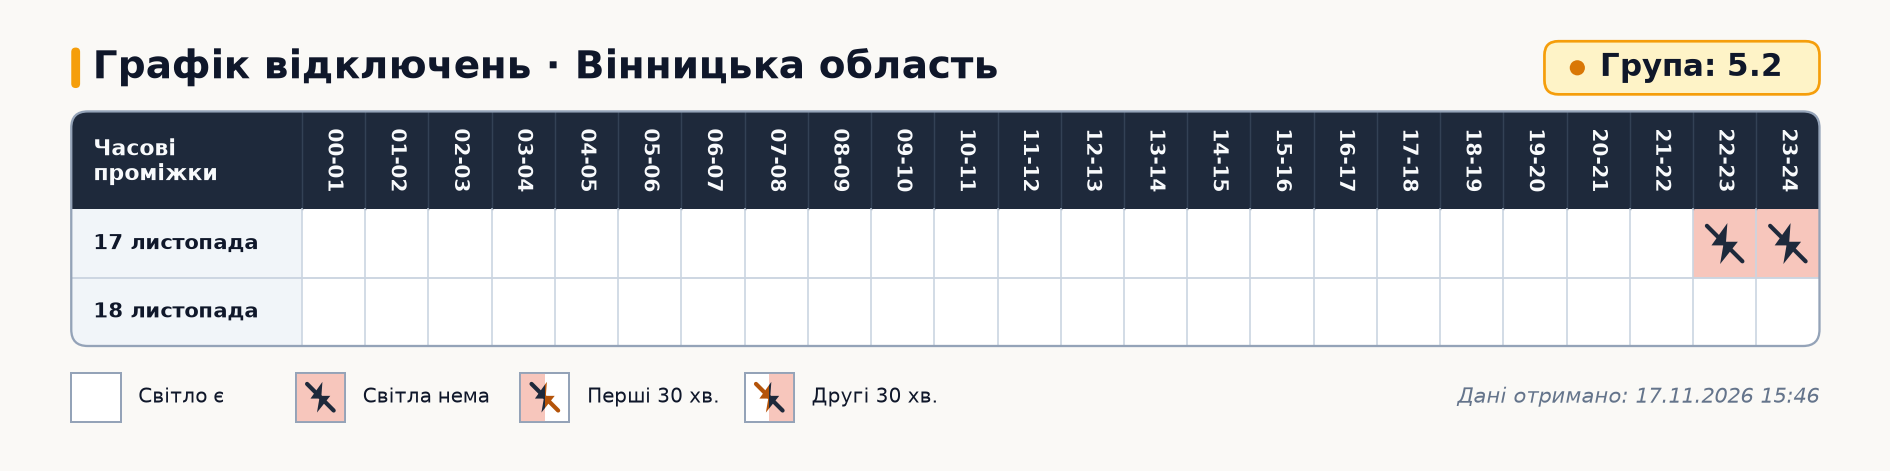 Графік відключень · Вінницька область
Група: 5.2
Часові
проміжки
00-01
01-02
02-03
03-04
04-05
05-06
06-07
07-08
08-09
09-10
10-11
11-12
12-13
13-14
14-15
15-16
16-17
17-18
18-19
19-20
20-21
21-22
22-23
23-24
17 листопада
18 листопада
Світло є
Світла нема
Перші 30 хв.
Другі 30 хв.
Дані отримано: 17.11.2026 15:46